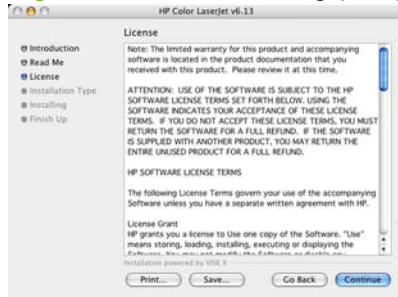 HP Color LaserJet v6.13
License
Introduction
Read Me
License
Installation Type
Installing
Finish Up
Note: The limited warranty for this product and accompanying
software is located in the product documentation that you
received with this product. Please review it at this time.
ATTENTION: USE OF THE SOFTWARE IS SUBJECT TO THE HP
SOFTWARE LICENSE TERMS SET FORTH BELOW. USING THE
SOFTWARE INDICATES YOUR ACCEPTANCE OF THESE LICENSE
TERMS. IF YOU DO NOT ACCEPT THESE LICENSE TERMS, YOU MUST
RETURN THE SOFTWARE FOR A FULL REFUND. IF THE SOFTWARE
IS SUPPLIED WITH ANOTHER PRODUCT, YOU MAY RETURN THE
ENTIRE UNUSED PRODUCT FOR A FULL REFUND.
HP SOFTWARE LICENSE TERMS
The following License Terms govern your use of the accompanying
Software unless you have a separate written agreement with HP.
License Grant
HP grants you a license to Use one copy of the Software. "Use"
means storing, loading, installing, executing or displaying the
Installation powered by VISE X
Print...
Save...
Go Back
Continue